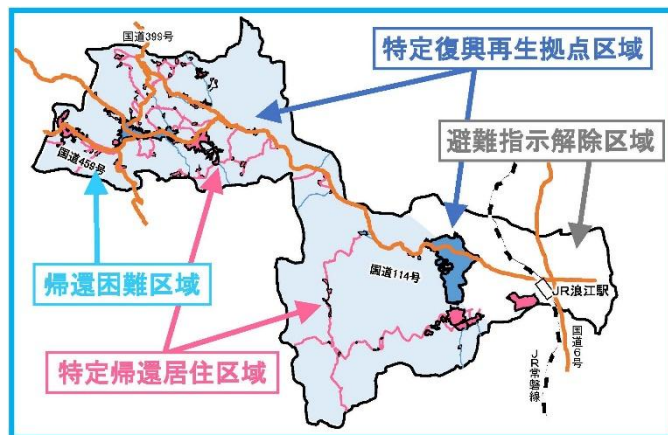 国道399号
特定復興再生拠点区域
避難指示解除区域
国道459号
帰還困難区域
国道114号
JR浪江駅
特定帰還居住区域
国道6号
JR常磐線